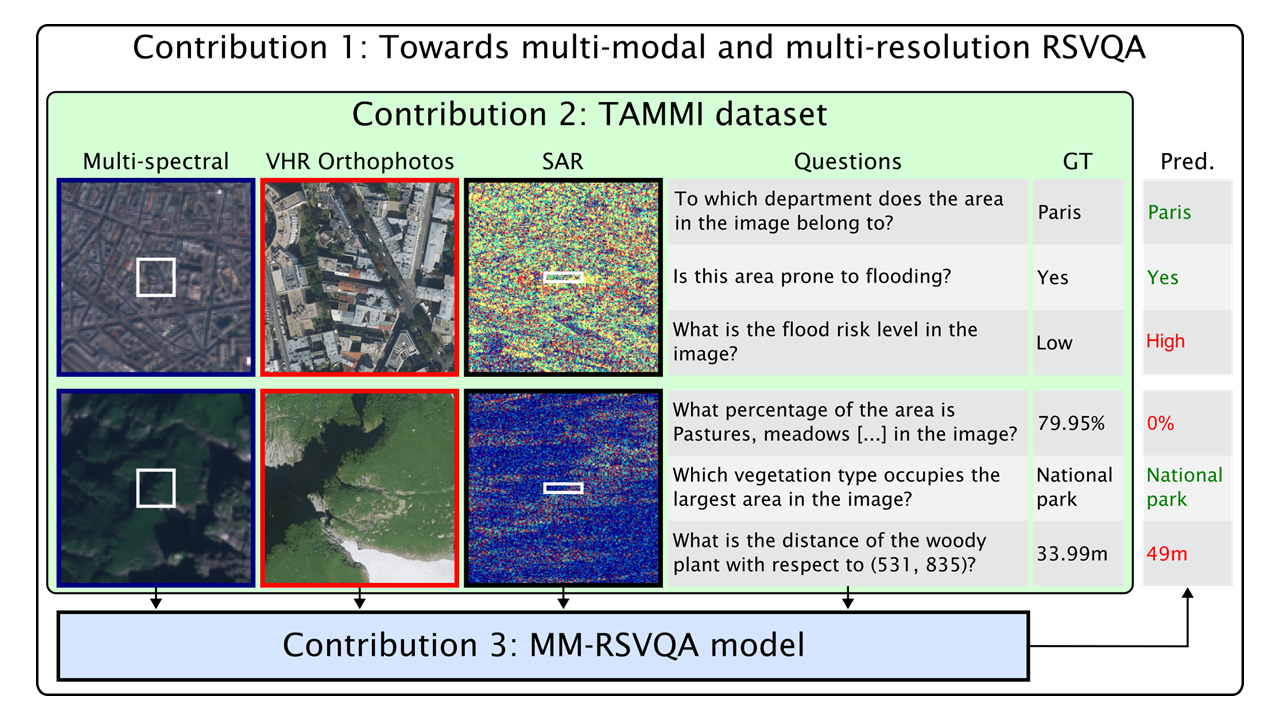 Contribution 1: Towards multi-modal and multi-resolution RSVQA
Contribution 2: TAMMI dataset
Multi-spectral
VHR Orthophotos
SAR
Questions
GT
Pred.
To which department does the area
in the image belong to?
Paris
Paris
Is this area prone to flooding?
Yes
Yes
What is the flood risk level in the
image?
Low
High
What percentage of the area is
Pastures, meadows [...] in the image?
79.95%
0%
Which vegetation type occupies the
largest area in the image?
National
park
National
park
What is the distance of the woody
plant with respect to (531, 835)?
33.99m
49m
Contribution 3: MM-RSVQA model